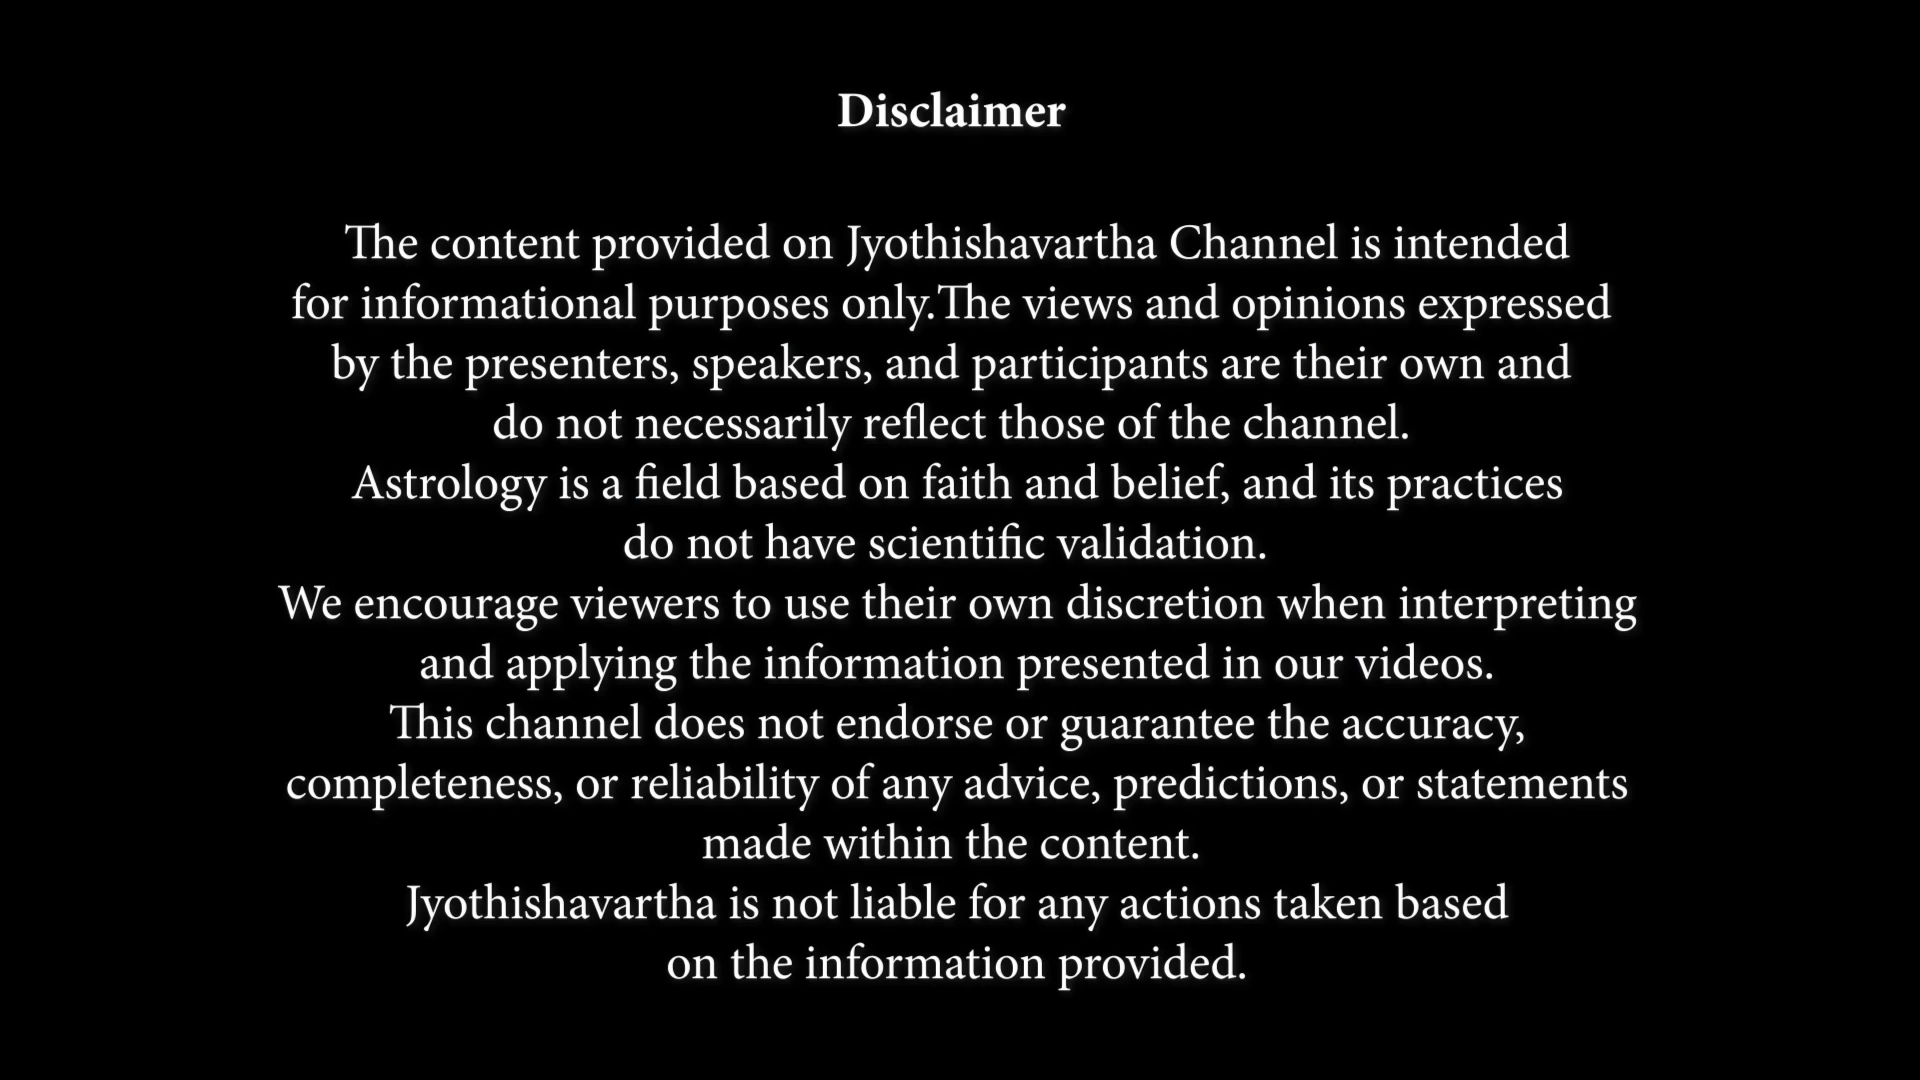 Disclaimer
The content provided on Jyothishavartha Channel is intended
for informational purposes only.The views and opinions expressed
by the presenters, speakers, and participants are their own and
do not necessarily reflect those of the channel.
Astrology is a field based on faith and belief, and its practices
do not have scientific validation.
We encourage viewers to use their own discretion when interpreting
and applying the information presented in our videos.
This channel does not endorse or guarantee the accuracy,
completeness, or reliability of any advice, predictions, or statements
made within the content.
Jyothishavartha is not liable for any actions taken based
on the information provided.